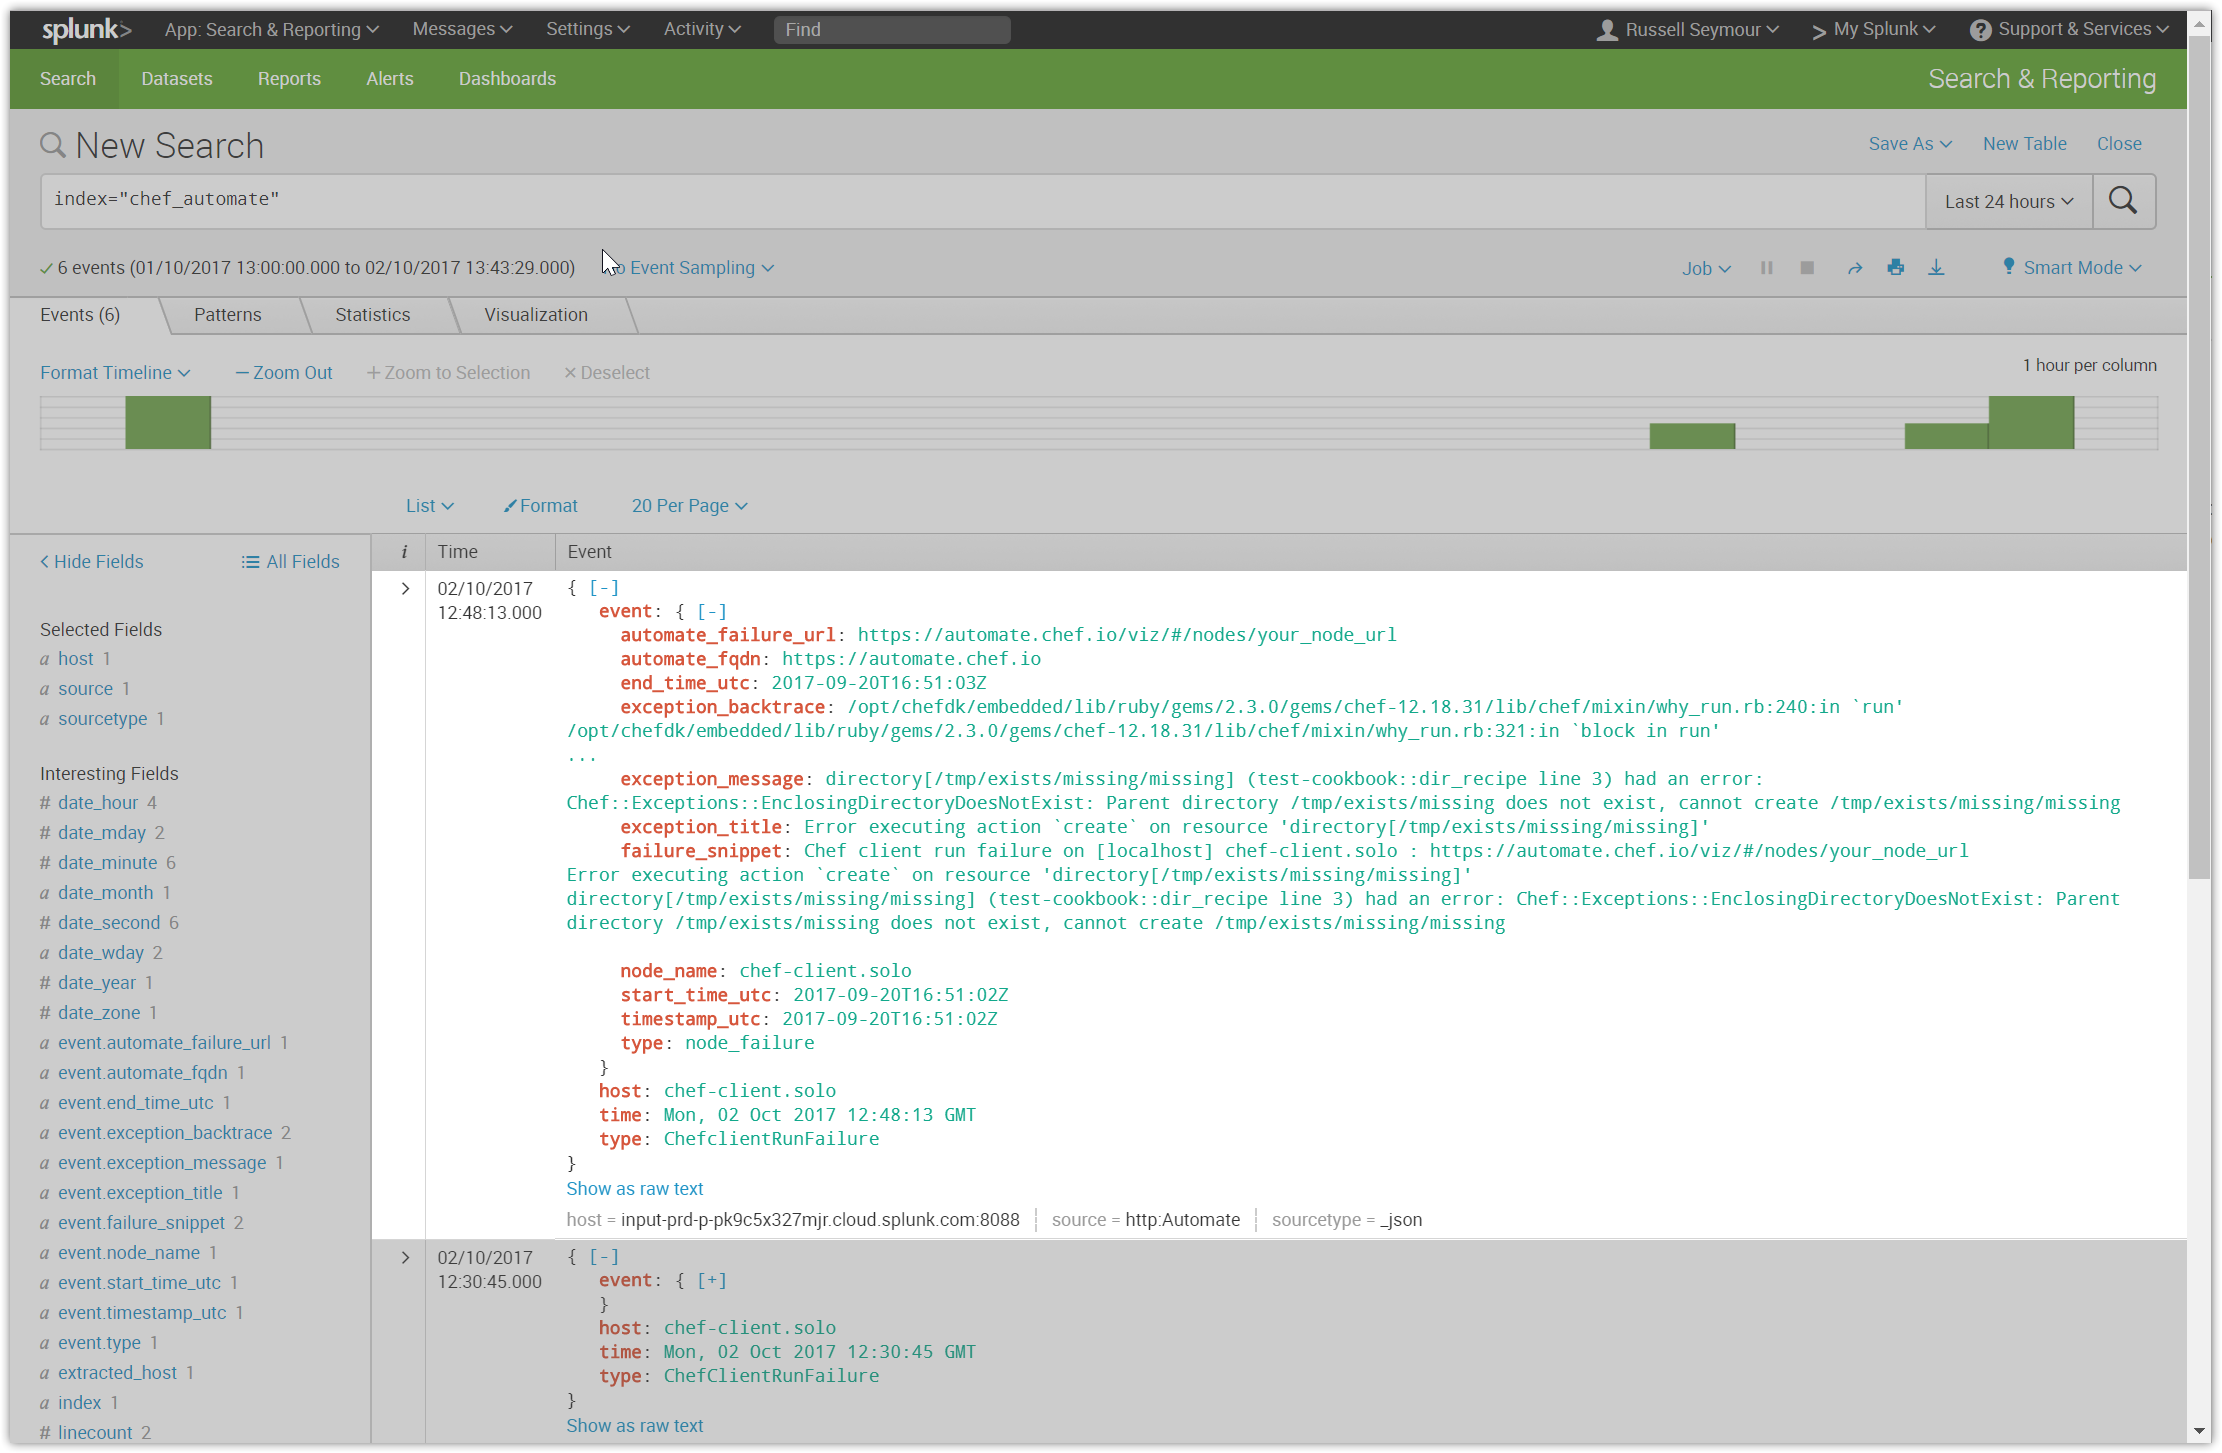 splunk> App: Search & Reporting Messages Settings Activity Find Russell Seymour > My Splunk ? Support & Services
Search Datasets Reports Alerts Dashboards Search & Reporting
New Search Save As New Table Close
index="chef_automate" Last 24 hours
6 events (01/10/2017 13:00:00.000 to 02/10/2017 13:43:29.000) Event Sampling Job Smart Mode
Events (6) Patterns Statistics Visualization
Format Timeline — Zoom Out + Zoom to Selection × Deselect 1 hour per column
List Format 20 Per Page
< Hide Fields All Fields
Selected Fields
a host 1
a source 1
a sourcetype 1
Interesting Fields
# date_hour 4
# date_mday 2
# date_minute 6
a date_month 1
# date_second 6
a date_wday 2
# date_year 1
# date_zone 1
a event.automate_failure_url 1
a event.automate_fqdn 1
a event.end_time_utc 1
a event.exception_backtrace 2
a event.exception_message 1
a event.exception_title 1
a event.failure_snippet 2
a event.node_name 1
a event.start_time_utc 1
a event.timestamp_utc 1
a event.type 1
a extracted_host 1
a index 1
# linecount 2
i Time Event
> 02/10/2017 { [-]
12:48:13.000 event: { [-]
automate_failure_url: https://automate.chef.io/viz/#/nodes/your_node_url
automate_fqdn: https://automate.chef.io
end_time_utc: 2017-09-20T16:51:03Z
exception_backtrace: /opt/chefdk/embedded/lib/ruby/gems/2.3.0/gems/chef-12.18.31/lib/chef/mixin/why_run.rb:240:in `run'
/opt/chefdk/embedded/lib/ruby/gems/2.3.0/gems/chef-12.18.31/lib/chef/mixin/why_run.rb:321:in `block in run'
...
exception_message: directory[/tmp/exists/missing/missing] (test-cookbook::dir_recipe line 3) had an error:
Chef::Exceptions::EnclosingDirectoryDoesNotExist: Parent directory /tmp/exists/missing does not exist, cannot create /tmp/exists/missing/missing
exception_title: Error executing action `create` on resource 'directory[/tmp/exists/missing/missing]'
failure_snippet: Chef client run failure on [localhost] chef-client.solo : https://automate.chef.io/viz/#/nodes/your_node_url
Error executing action `create` on resource 'directory[/tmp/exists/missing/missing]'
directory[/tmp/exists/missing/missing] (test-cookbook::dir_recipe line 3) had an error: Chef::Exceptions::EnclosingDirectoryDoesNotExist: Parent
directory /tmp/exists/missing does not exist, cannot create /tmp/exists/missing/missing
node_name: chef-client.solo
start_time_utc: 2017-09-20T16:51:02Z
timestamp_utc: 2017-09-20T16:51:02Z
type: node_failure
}
host: chef-client.solo
time: Mon, 02 Oct 2017 12:48:13 GMT
type: ChefclientRunFailure
}
Show as raw text
host = input-prd-p-pk9c5x327mjr.cloud.splunk.com:8088 source = http:Automate sourcetype = _json
> 02/10/2017 { [-]
12:30:45.000 event: { [+]
}
host: chef-client.solo
time: Mon, 02 Oct 2017 12:30:45 GMT
type: ChefClientRunFailure
}
Show as raw text